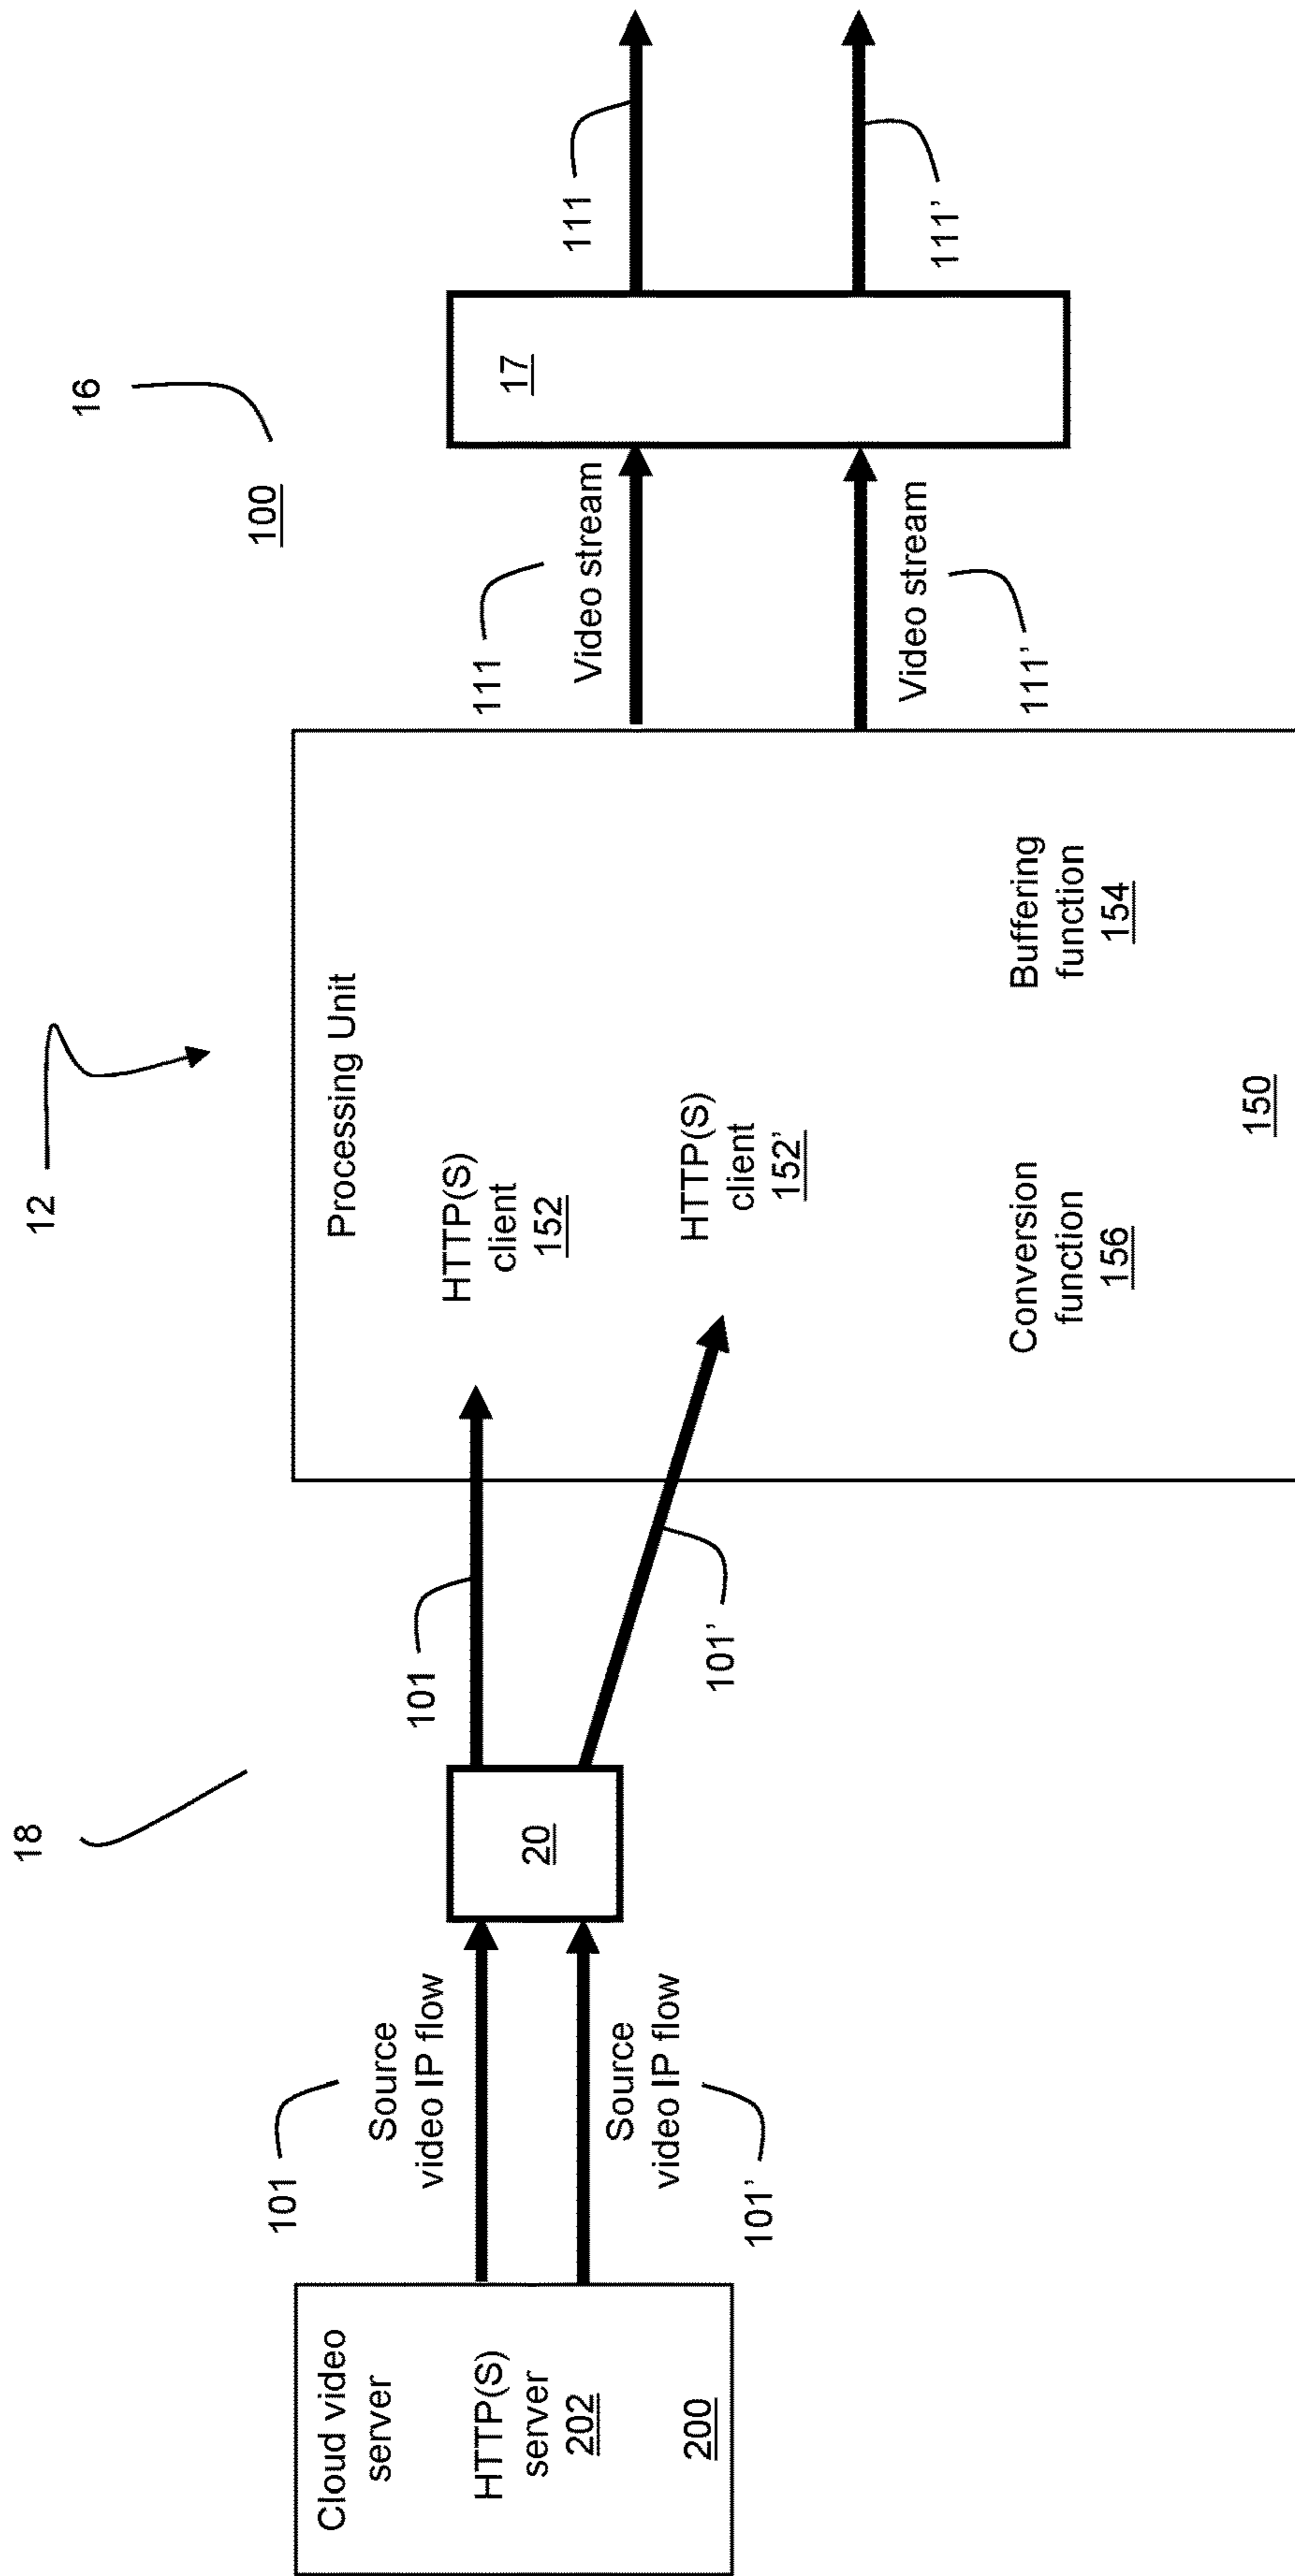 Cloud video
server
HTTP(S)
server
202
200
101
Source
video IP flow
Source
video IP flow
101'
18
20
101
101'
12
Processing Unit
HTTP(S)
client
152
HTTP(S)
client
152'
Conversion
function
156
Buffering
function
154
150
16
100
111
Video stream
Video stream
111'
17
111
111'